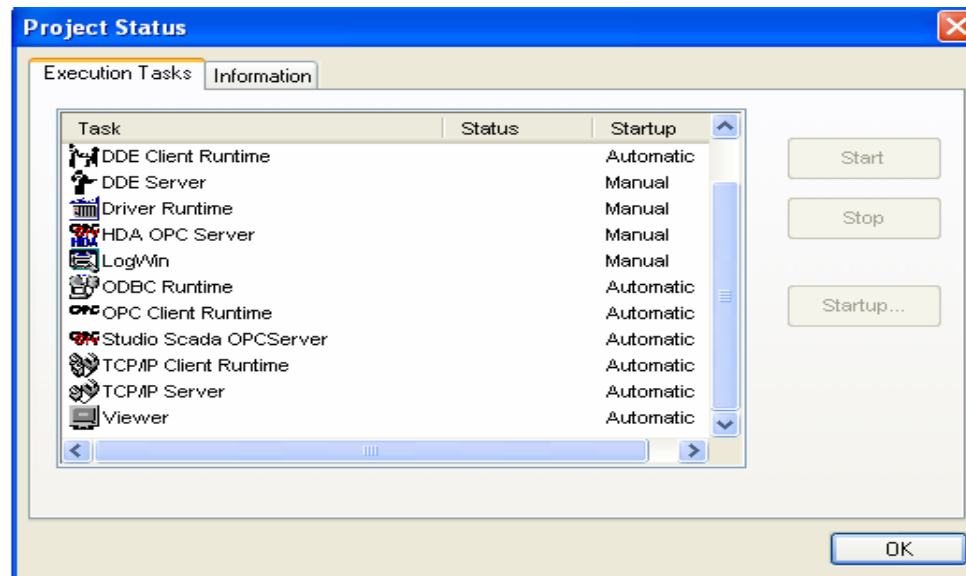 Project Status
Execution Tasks Information
Task Status Startup
DDE Client Runtime Automatic
DDE Server Manual
Driver Runtime Manual
HDA OPC Server Manual
LogWin Manual
ODBC Runtime Automatic
OPC Client Runtime Automatic
Studio Scada OPCServer Automatic
TCP/IP Client Runtime Automatic
TCP/IP Server Automatic
Viewer Automatic
Start
Stop
Startup...
OK